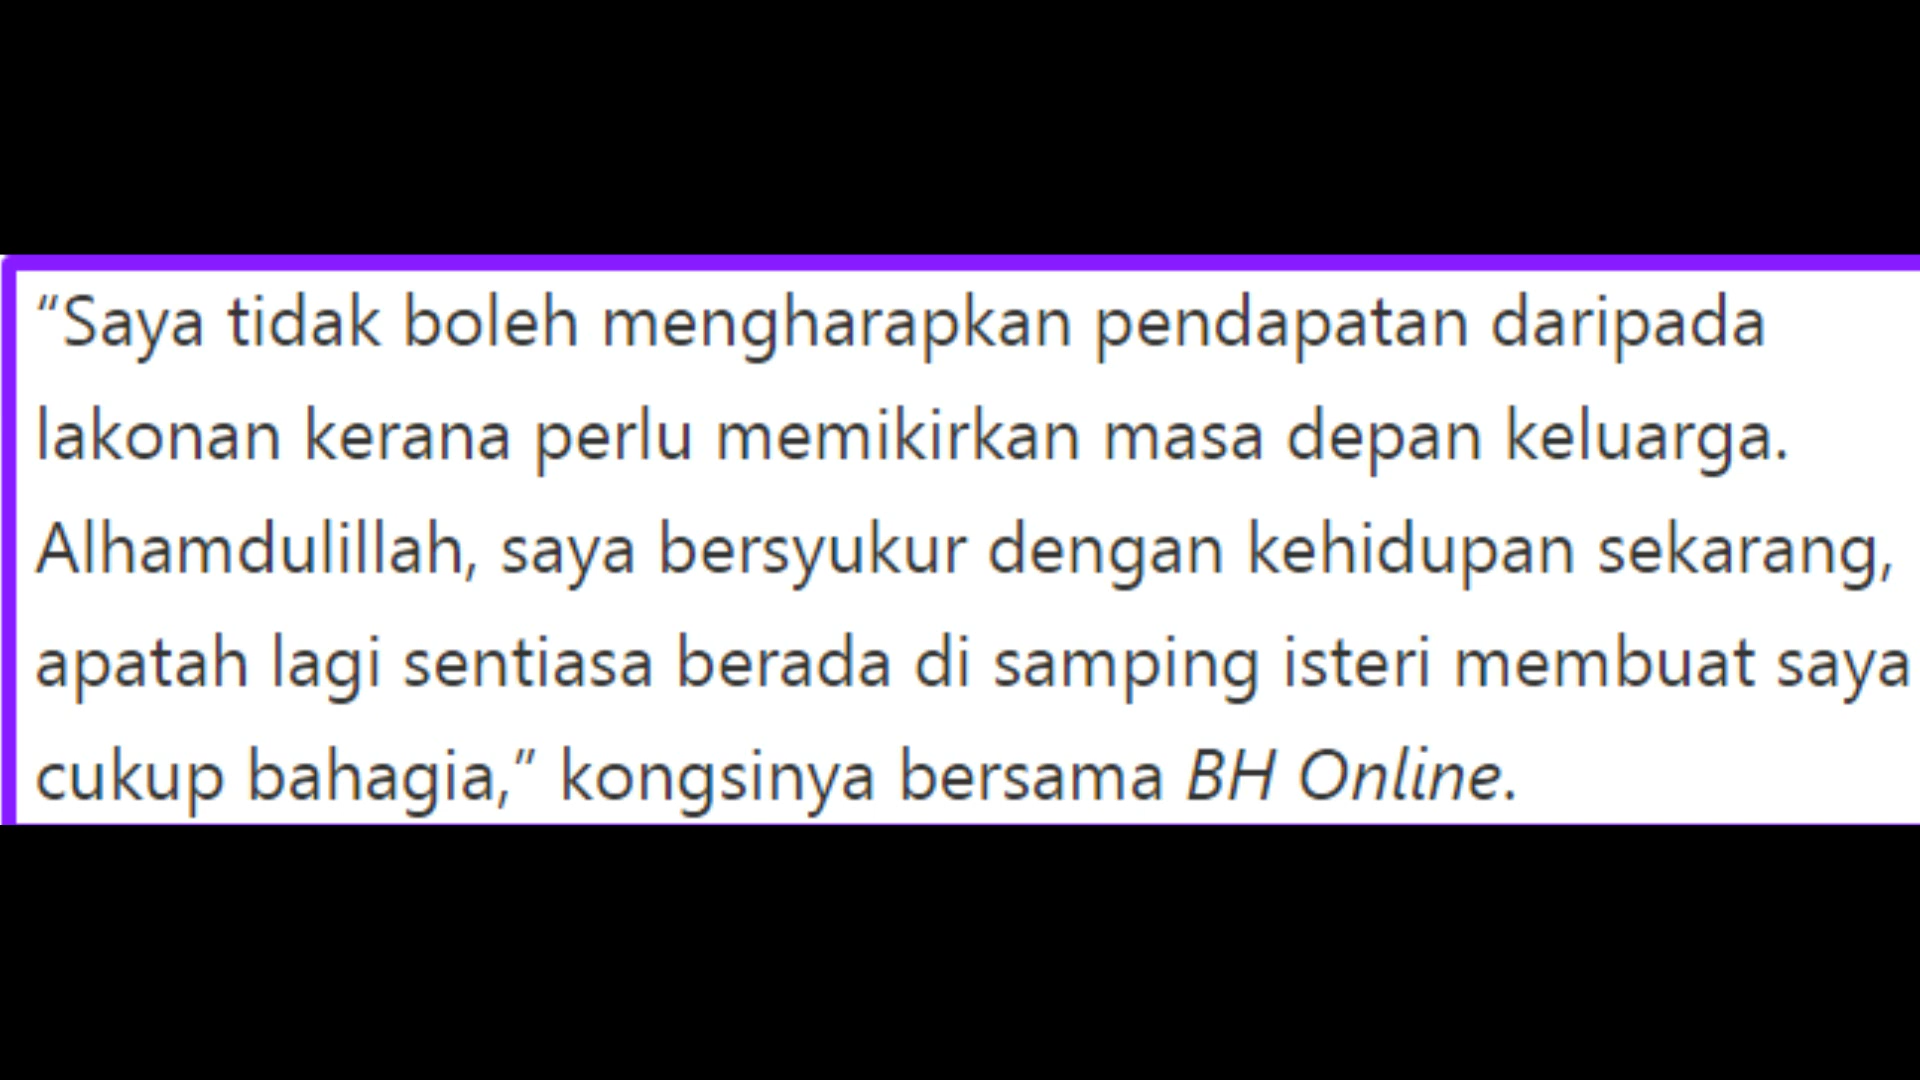 “Saya tidak boleh mengharapkan pendapatan daripada
lakonan kerana perlu memikirkan masa depan keluarga.
Alhamdulillah, saya bersyukur dengan kehidupan sekarang,
apatah lagi sentiasa berada di samping isteri membuat saya
cukup bahagia,” kongsinya bersama BH Online.